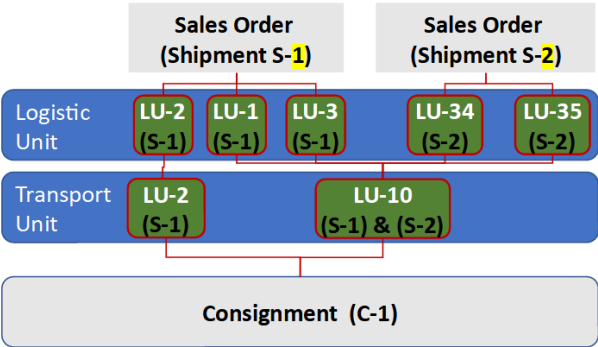 Sales Order
(Shipment S-1)
Sales Order
(Shipment S-2)
Logistic
Unit
LU-2
(S-1)
LU-1
(S-1)
LU-3
(S-1)
LU-34
(S-2)
LU-35
(S-2)
Transport
Unit
LU-2
(S-1)
LU-10
(S-1) & (S-2)
Consignment (C-1)